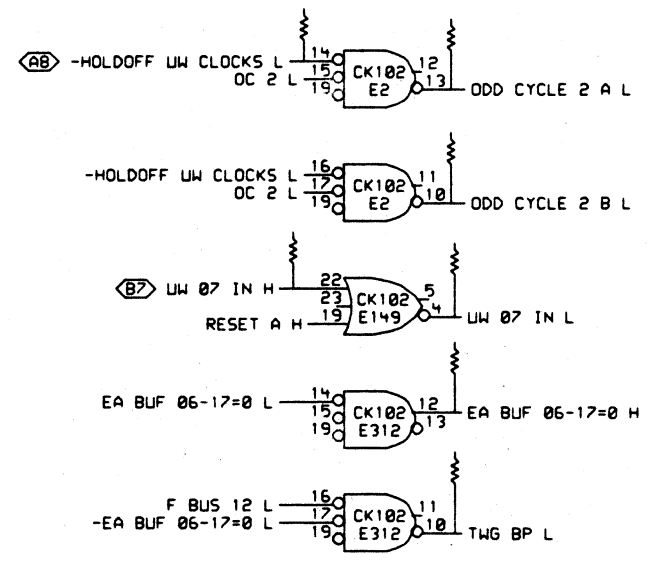 A8 -HOLDOFF UW CLOCKS L 14 12
OC 2 L 15 CK102 13 ODD CYCLE 2 A L
19 E2
-HOLDOFF UW CLOCKS L 16 11
OC 2 L 17 CK102 10 ODD CYCLE 2 B L
19 E2
B7 UW 07 IN H 22 5
23 CK102 4 UW 07 IN L
RESET A H 19 E149
EA BUF 06-17=0 L 14 12 EA BUF 06-17=0 H
15 CK102 13
19 E312
F BUS 12 L 16 11
-EA BUF 06-17=0 L 17 CK102 10 TWG BP L
19 E312